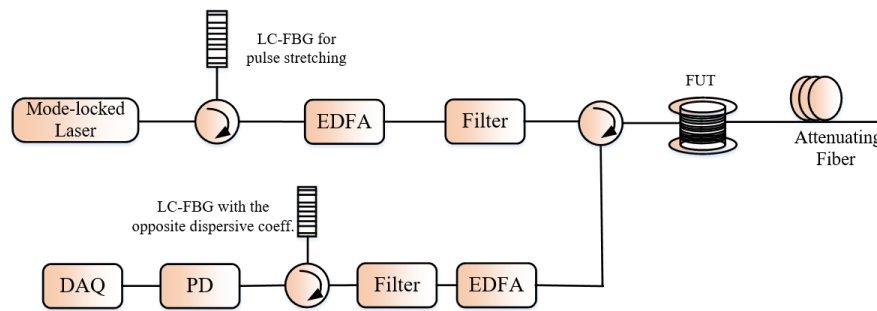 LC-FBG for
pulse stretching
FUT
Mode-locked
Laser
EDFA
Filter
Attenuating
Fiber
LC-FBG with the
opposite dispersive coeff.
DAQ
PD
Filter
EDFA